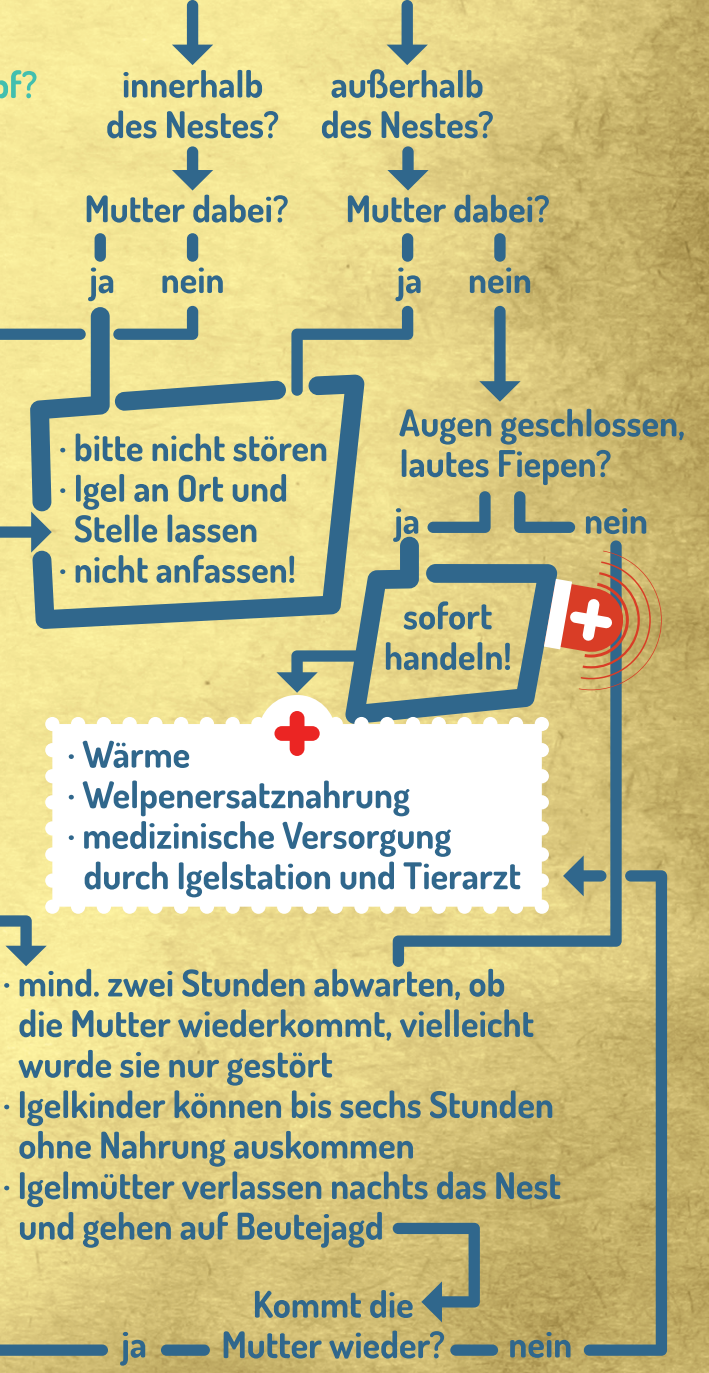 innerhalb
des Nestes?
außerhalb
des Nestes?
Mutter dabei?
Mutter dabei?
ja
nein
ja
nein
· bitte nicht stören
· Igel an Ort und
Stelle lassen
· nicht anfassen!
Augen geschlossen,
lautes Fiepen?
ja
nein
sofort
handeln!
· Wärme
· Welpenersatznahrung
· medizinische Versorgung
durch Igelstation und Tierarzt
· mind. zwei Stunden abwarten, ob
die Mutter wiederkommt, vielleicht
wurde sie nur gestört
· Igelkinder können bis sechs Stunden
ohne Nahrung auskommen
· Igelmütter verlassen nachts das Nest
und gehen auf Beutejagd
Kommt die
Mutter wieder?
ja
nein